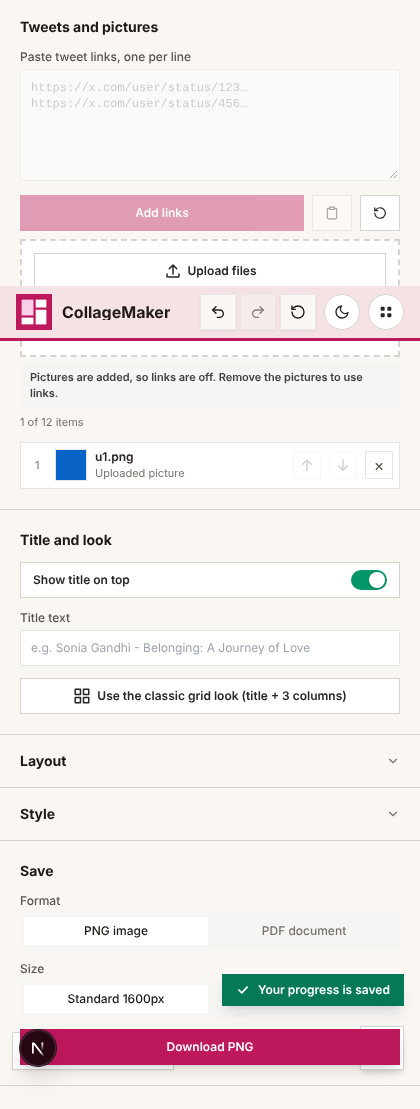 Tweets and pictures
Paste tweet links, one per line
https://x.com/user/status/123…
https://x.com/user/status/456…
Add links
Upload files
CollageMaker
Pictures are added, so links are off. Remove the pictures to use
links.
1 of 12 items
1
u1.png
Uploaded picture
Title and look
Show title on top
Title text
e.g. Sonia Gandhi - Belonging: A Journey of Love
Use the classic grid look (title + 3 columns)
Layout
Style
Save
Format
PNG image
PDF document
Size
Your progress is saved
Standard 1600px
N
Download PNG